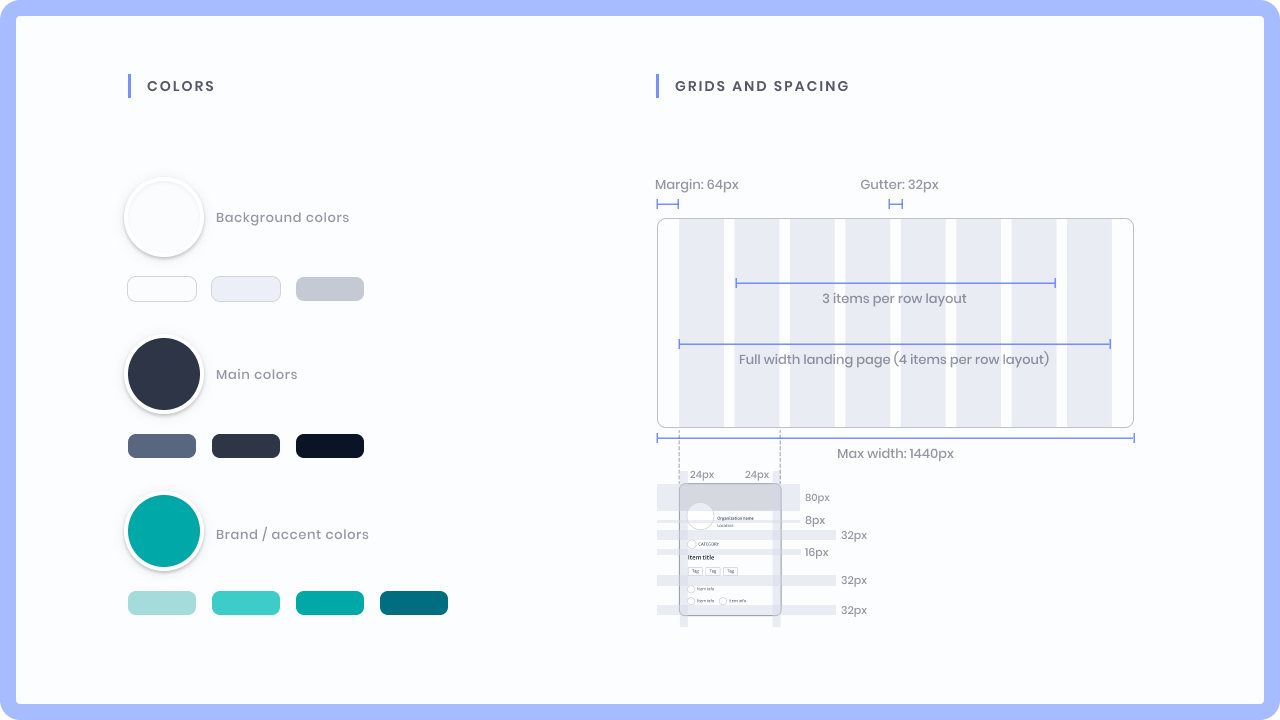 COLORS
Background colors
Main colors
Brand / accent colors
GRIDS AND SPACING
Margin: 64px
Gutter: 32px
3 items per row layout
Full width landing page (4 items per row layout)
Max width: 1440px
24px
24px
80px
Organization name
8px
Location
32px
CATEGORY
16px
Item title
Tag
Tag
Tag
32px
Item info
Item info
Item info
32px